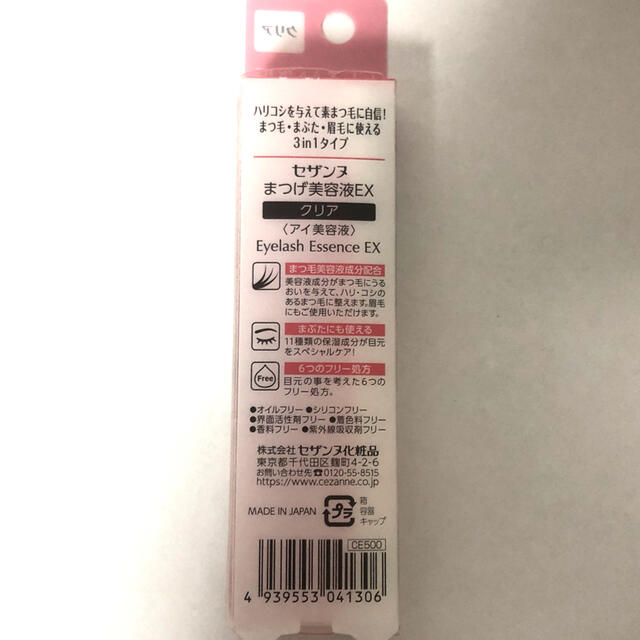 クリア
ハリコシを与えて素まつ毛に自信!
まつ毛・まぶた・眉毛に使える
3in1タイプ
セザンヌ
まつげ美容液EX
クリア
〈アイ美容液〉
Eyelash Essence EX
まつ毛美容液成分配合
美容液成分がまつ毛にうる
おいを与えて、ハリ・コシの
あるまつ毛に整えます。眉毛
にもご使用いただけます。
まぶたにも使える
11種類の保湿成分が目元
をスペシャルケア!
6つのフリー処方
Free
目元の事を考えた6つの
フリー処方。
●オイルフリー ●シリコンフリー
●界面活性剤フリー ●着色料フリー
●香料フリー ●紫外線吸収剤フリー
株式会社 セザンヌ化粧品
東京都千代田区麹町4-2-6
お問い合わせ先☎0120-55-8515
https://www.cezanne.co.jp
MADE IN JAPAN
プラ
箱
容器
キャップ
CE500
4 939553 041306